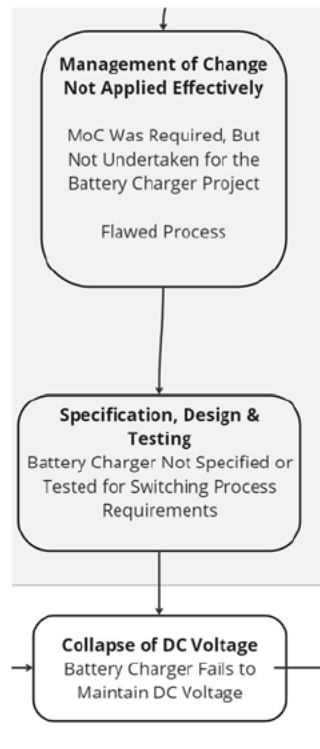 Management of Change
Not Applied Effectively
MoC Was Required, But
Not Undertaken for the
Battery Charger Project
Flawed Process
Specification, Design &
Testing
Battery Charger Not Specified or
Tested for Switching Process
Requirements
Collapse of DC Voltage
Battery Charger Fails to
Maintain DC Voltage